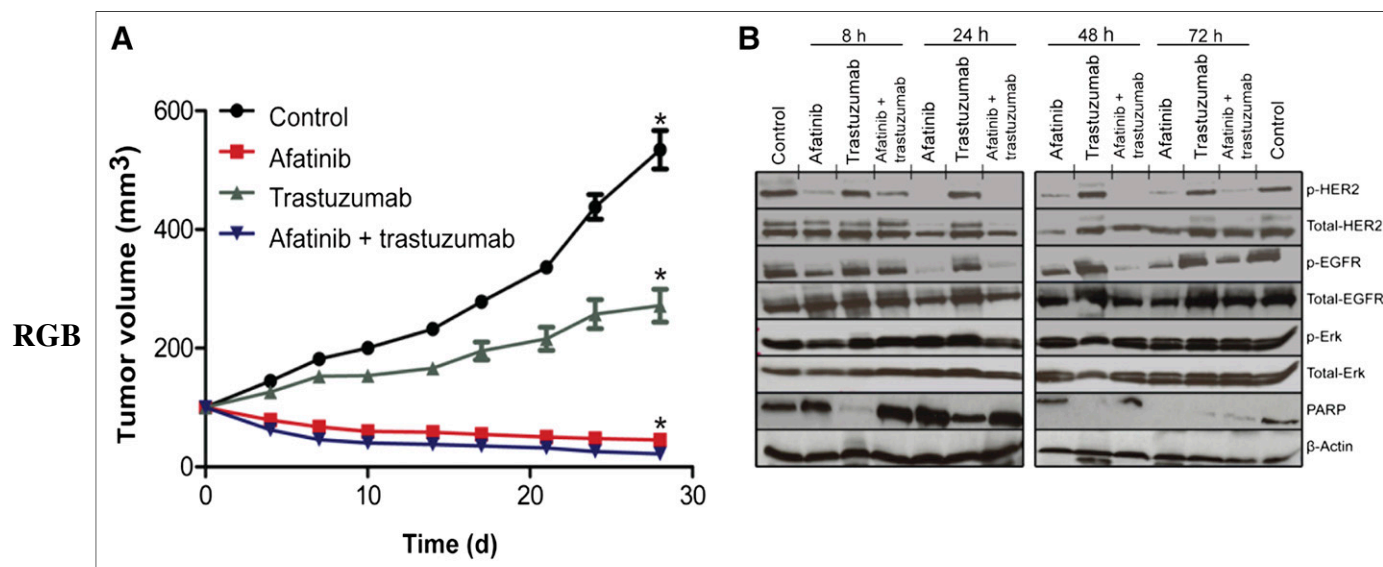 RGB
A
Tumor volume (mm3)
600
400
200
0
0
10
20
30
Time (d)
Control
Afatinib
Trastuzumab
Afatinib + trastuzumab
*
*
*
B
8 h
24 h
48 h
72 h
Control
Afatinib
Trastuzumab
Afatinib +
trastuzumab
Afatinib
Trastuzumab
Afatinib +
trastuzumab
Afatinib
Trastuzumab
Afatinib +
trastuzumab
Afatinib
Trastuzumab
Afatinib +
trastuzumab
Control
p-HER2
Total-HER2
p-EGFR
Total-EGFR
p-Erk
Total-Erk
PARP
ß-Actin